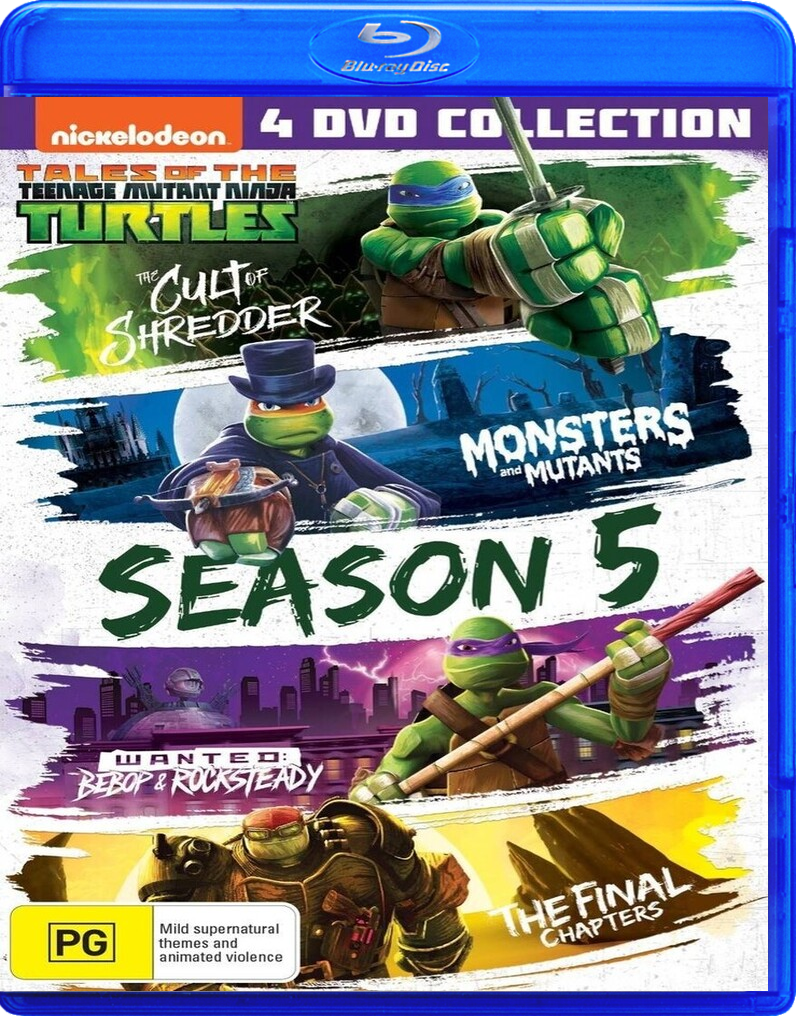 Blu-ray Disc
nickelodeon
4 DVD COLLECTION
TALES OF THE
TEENAGE MUTANT NINJA
TURTLES
THE CULT OF
SHREDDER
MONSTERS
and MUTANTS
SEASON 5
WANTED:
BEBOP & ROCKSTEADY
THE FINAL
CHAPTERS
PG
Mild supernatural
themes and
animated violence